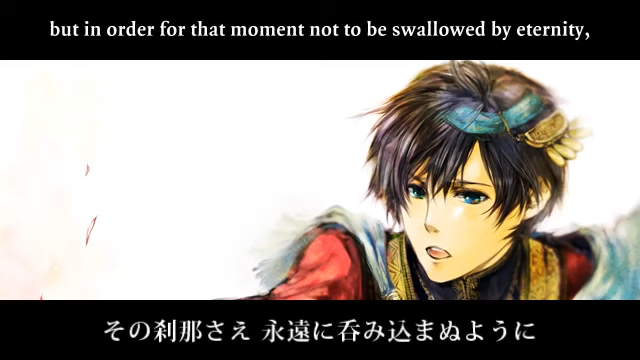 but in order for that moment not to be swallowed by eternity,
その刹那さえ 永遠に呑み込まぬように